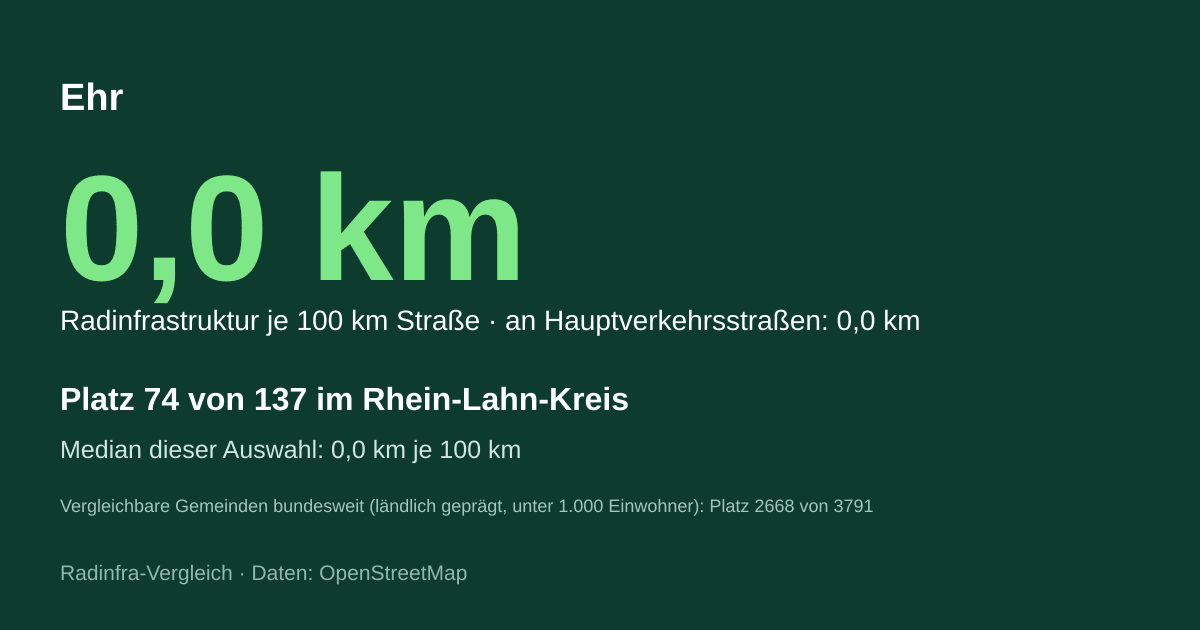 Ehr
0,0 km
Radinfrastruktur je 100 km Straße · an Hauptverkehrsstraßen: 0,0 km
Platz 74 von 137 im Rhein-Lahn-Kreis
Median dieser Auswahl: 0,0 km je 100 km
Vergleichbare Gemeinden bundesweit (ländlich geprägt, unter 1.000 Einwohner): Platz 2668 von 3791
Radinfra-Vergleich · Daten: OpenStreetMap